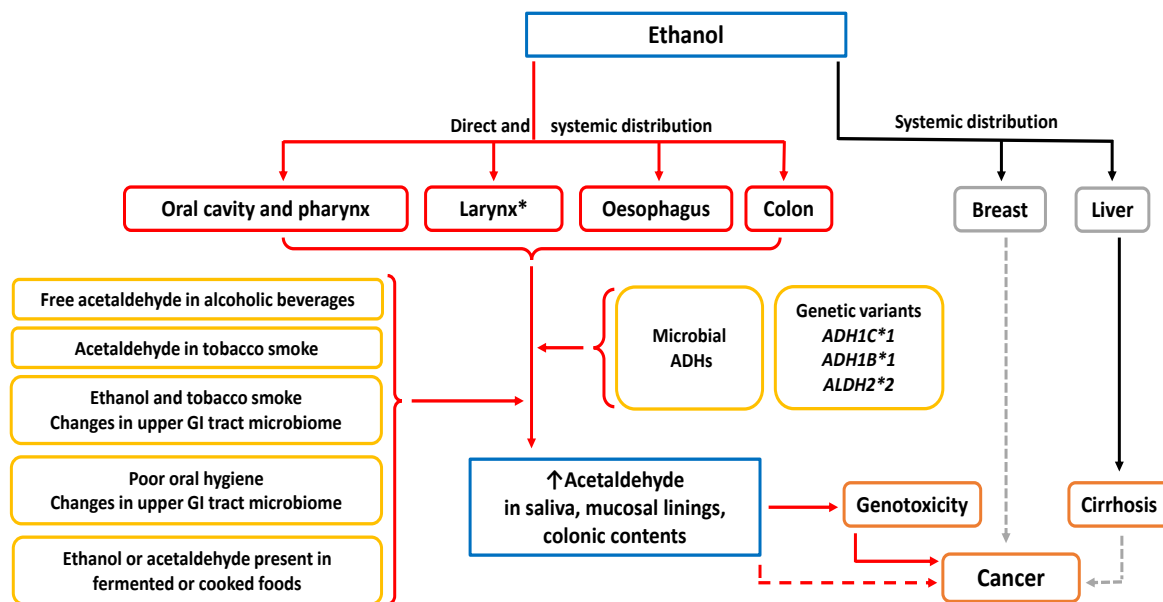 Ethanol
Direct and systemic distribution
Systemic distribution
Oral cavity and pharynx
Larynx*
Oesophagus
Colon
Breast
Liver
Free acetaldehyde in alcoholic beverages
Acetaldehyde in tobacco smoke
Ethanol and tobacco smoke
Changes in upper GI tract microbiome
Poor oral hygiene
Changes in upper GI tract microbiome
Ethanol or acetaldehyde present in
fermented or cooked foods
Microbial
ADHs
Genetic variants
ADH1C*1
ADH1B*1
ALDH2*2
↑Acetaldehyde
in saliva, mucosal linings,
colonic contents
Genotoxicity
Cirrhosis
Cancer